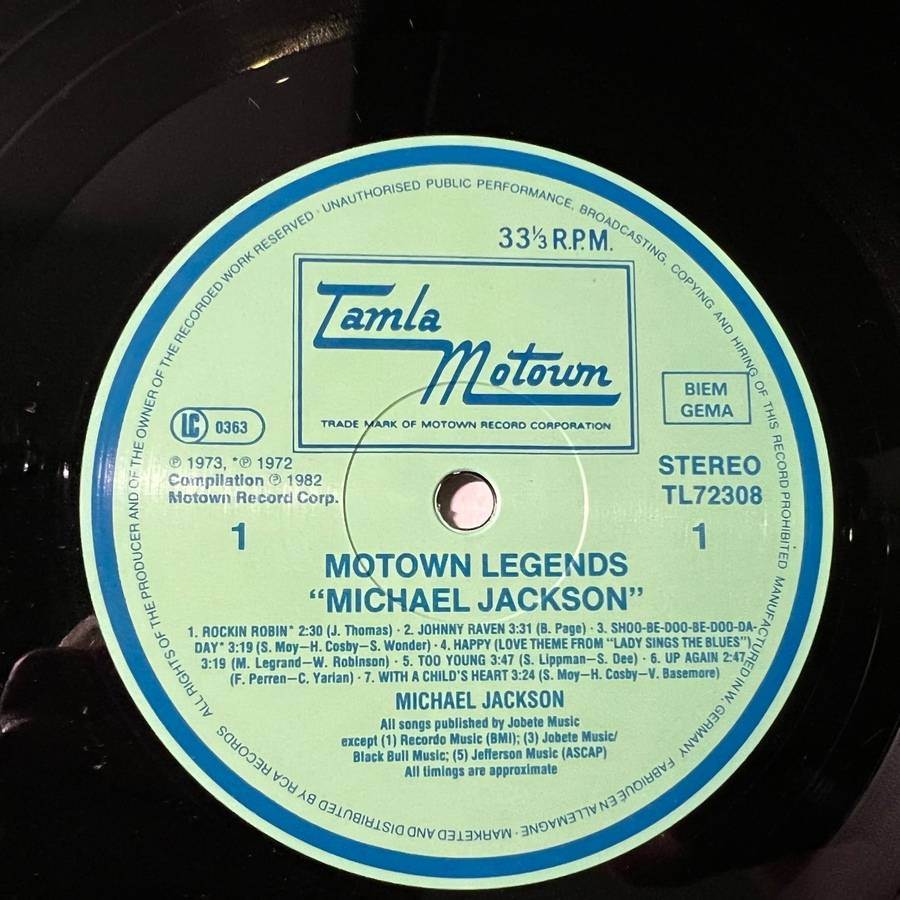 ALL RIGHTS OF THE PRODUCER AND OF THE OWNER OF THE RECORDED WORK RESERVED · UNAUTHORISED PUBLIC PERFORMANCE, BROADCASTING, COPYING AND HIRING OF THIS RECORD PROHIBITED MANUFACTURED IN W. GERMANY FABRIQUÉ EN ALLEMAGNE · MARKETED AND DISTRIBUTED BY RCA RECORDS
33⅓ R.P.M.
Tamla
Motown
TRADE MARK OF MOTOWN RECORD CORPORATION
BIEM
GEMA
LC 0363
℗ 1973, *℗ 1972
Compilation ℗ 1982
Motown Record Corp.
STEREO
TL72308
1
1
MOTOWN LEGENDS
“MICHAEL JACKSON”
1. ROCKIN ROBIN* 2:30 (J. Thomas) · 2. JOHNNY RAVEN 3:31 (B. Page) · 3. SHOO-BE-DOO-BE-DOO-DA-
DAY* 3:19 (S. Moy–H. Cosby–S. Wonder) · 4. HAPPY (LOVE THEME FROM “LADY SINGS THE BLUES”)
3:19 (M. Legrand–W. Robinson) · 5. TOO YOUNG 3:47 (S. Lippman–S. Dee) · 6. UP AGAIN 2:47
(F. Perren–C. Yarian) · 7. WITH A CHILD'S HEART 3:24 (S. Moy–H. Cosby–V. Basemore)
MICHAEL JACKSON
All songs published by Jobete Music
except (1) Recordo Music (BMI); (3) Jobete Music/
Black Bull Music; (5) Jefferson Music (ASCAP)
All timings are approximate